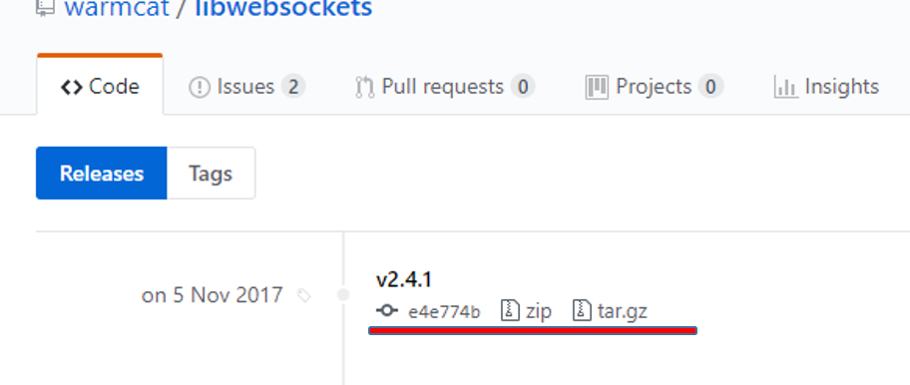 warmcat / libwebsockets
Code Issues 2 Pull requests 0 Projects 0 Insights
Releases Tags
v2.4.1
on 5 Nov 2017
e4e774b zip tar.gz